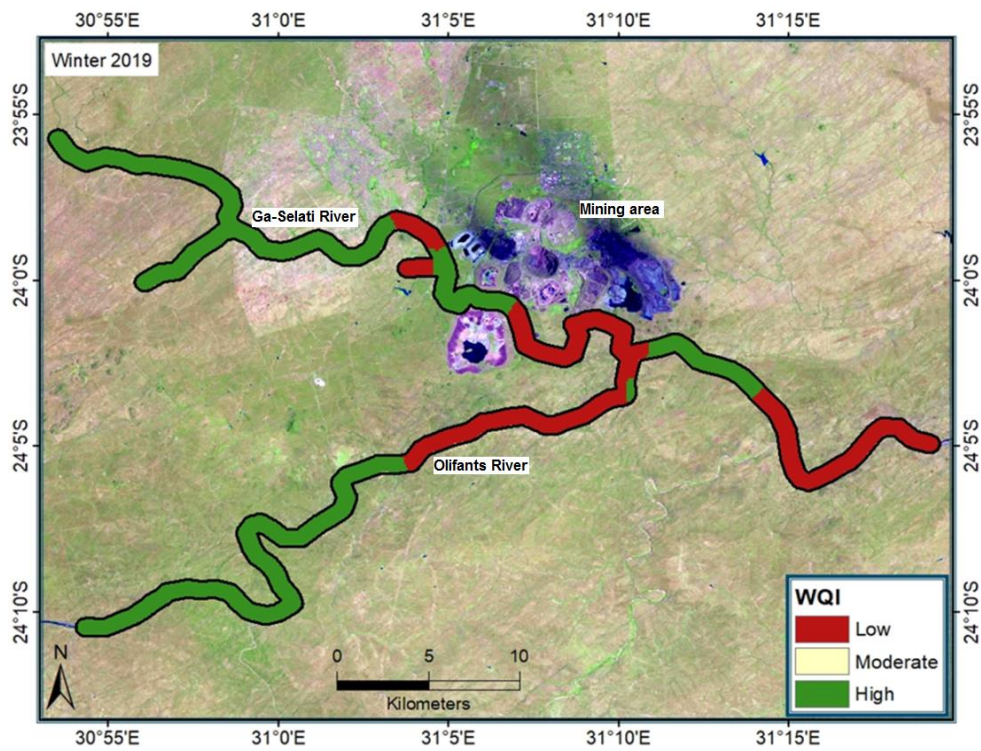 30°55'E 31°0'E 31°5'E 31°10'E 31°15'E
Winter 2019
23°55'S 23°55'S
Ga-Selati River
Mining area
24°0'S 24°0'S
24°5'S 24°5'S
Olifants River
24°10'S 24°10'S
WQI
Low
Moderate
High
N
0 5 10
Kilometers
30°55'E 31°0'E 31°5'E 31°10'E 31°15'E